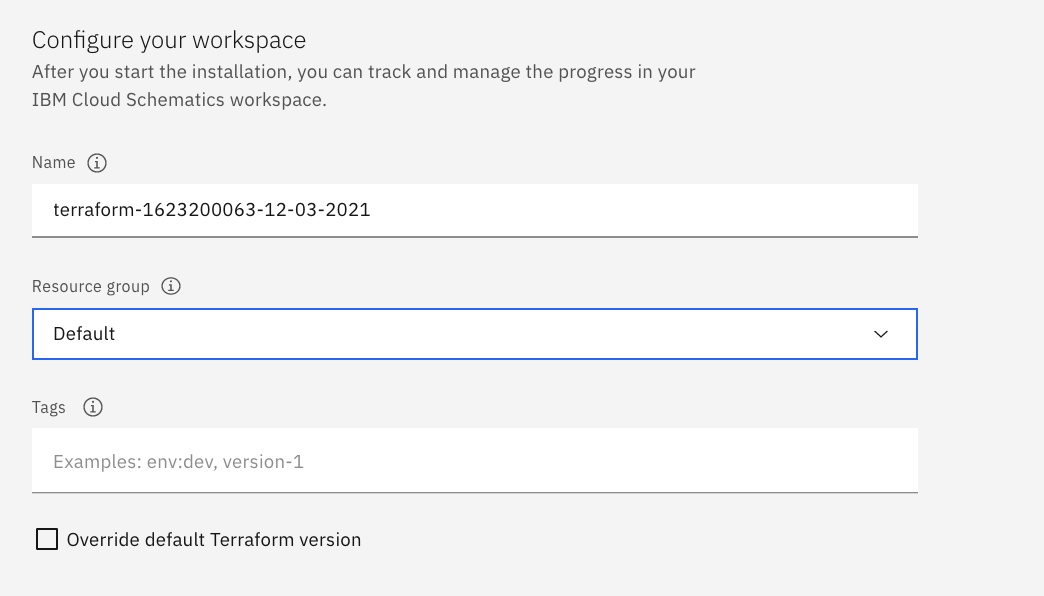 Configure your workspace
After you start the installation, you can track and manage the progress in your
IBM Cloud Schematics workspace.
Name
terraform-1623200063-12-03-2021
Resource group
Default
Tags
Examples: env:dev, version-1
Override default Terraform version